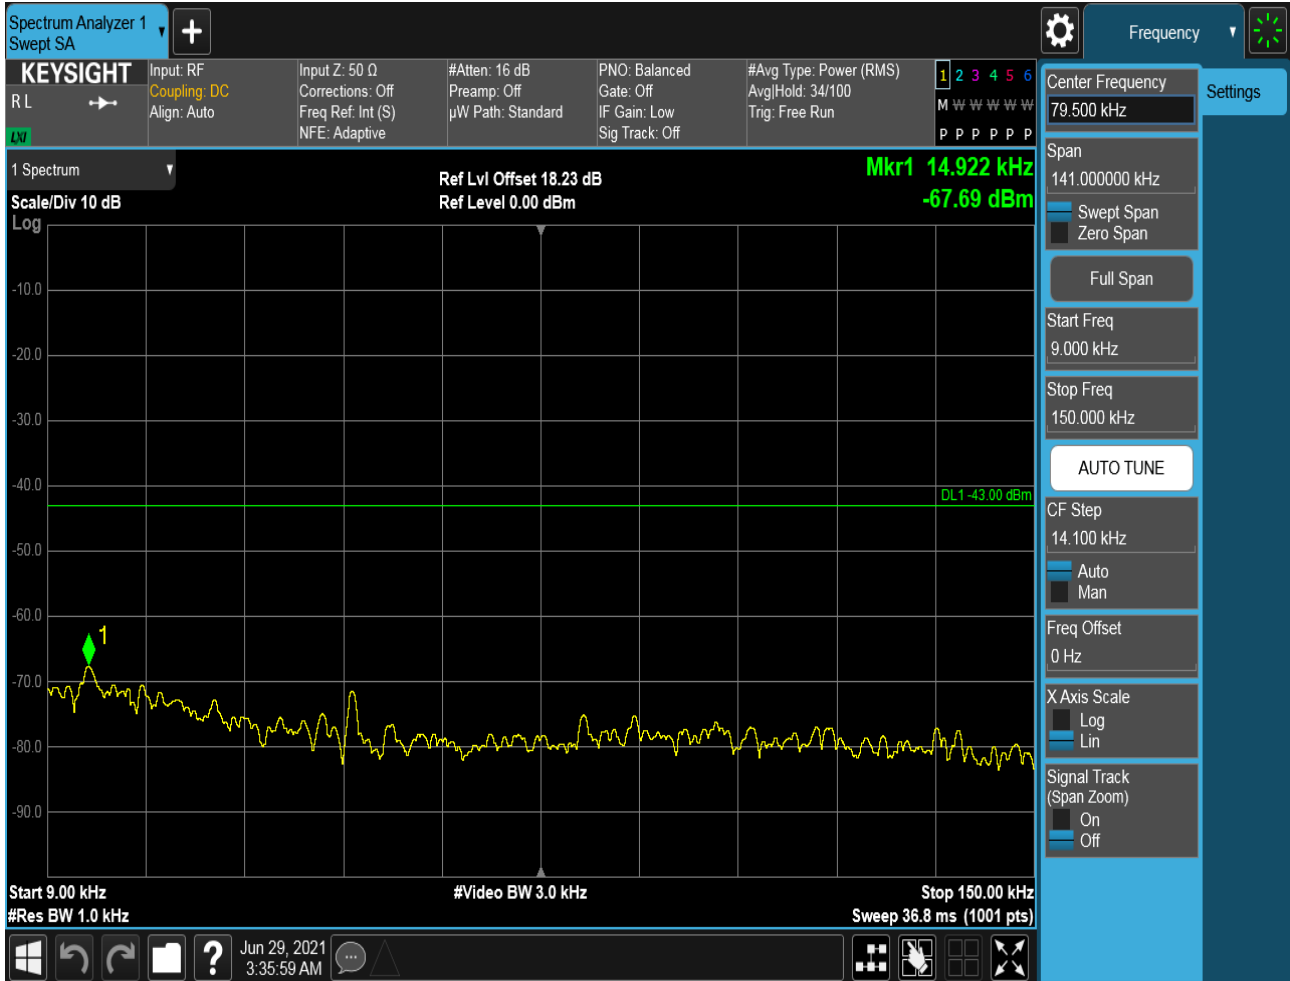 Spectrum Analyzer 1
Swept SA
Frequency
KEYSIGHT
R L
LXI
Input: RF
Coupling: DC
Align: Auto
Input Z: 50 Ω
Corrections: Off
Freq Ref: Int (S)
NFE: Adaptive
#Atten: 16 dB
Preamp: Off
µW Path: Standard
PNO: Balanced
Gate: Off
IF Gain: Low
Sig Track: Off
#Avg Type: Power (RMS)
Avg|Hold: 34/100
Trig: Free Run
1 2 3 4 5 6
M W W W W W
P P P P P P
1 Spectrum
Scale/Div 10 dB
Log
Ref Lvl Offset 18.23 dB
Ref Level 0.00 dBm
Mkr1 14.922 kHz
-67.69 dBm
-10.0
-20.0
-30.0
-40.0
DL1 -43.00 dBm
-50.0
-60.0
1
-70.0
-80.0
-90.0
Start 9.00 kHz
#Res BW 1.0 kHz
#Video BW 3.0 kHz
Stop 150.00 kHz
Sweep 36.8 ms (1001 pts)
Jun 29, 2021
3:35:59 AM
Center Frequency
79.500 kHz
Settings
Span
141.000000 kHz
Swept Span
Zero Span
Full Span
Start Freq
9.000 kHz
Stop Freq
150.000 kHz
AUTO TUNE
CF Step
14.100 kHz
Auto
Man
Freq Offset
0 Hz
X Axis Scale
Log
Lin
Signal Track
(Span Zoom)
On
Off